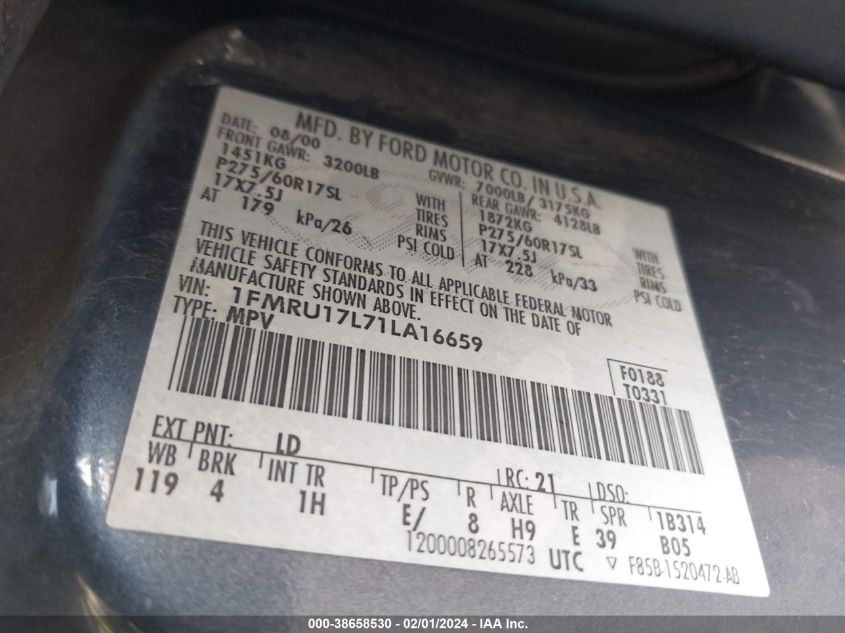 MFD. BY FORD MOTOR CO. IN U.S.A.
DATE: 08/00 GVWR: 7000LB/ 3175KG
FRONT GAWR: 3200LB REAR GAWR: 4128LB
1451KG WITH 1872KG WITH
P275/60R17SL TIRES P275/60R17SL TIRES
17X7.5J RIMS 17X7.5J RIMS
AT 179 kPa/26 PSI COLD AT 228 kPa/33 PSI COLD
THIS VEHICLE CONFORMS TO ALL APPLICABLE FEDERAL MOTOR
VEHICLE SAFETY STANDARDS IN EFFECT ON THE DATE OF
MANUFACTURE SHOWN ABOVE.
VIN: 1FMRU17L71LA16659
TYPE: MPV
F0188
T0331
EXT PNT: LD RC: 21 DSO:
WB BRK INT TR TP/PS R AXLE TR SPR 1B314
119 4 1H E/ 8 H9 E 39 B05
1200008265573 UTC ▽ F85B-1520472-AB
000-38658530 - 02/01/2024 - IAA Inc.